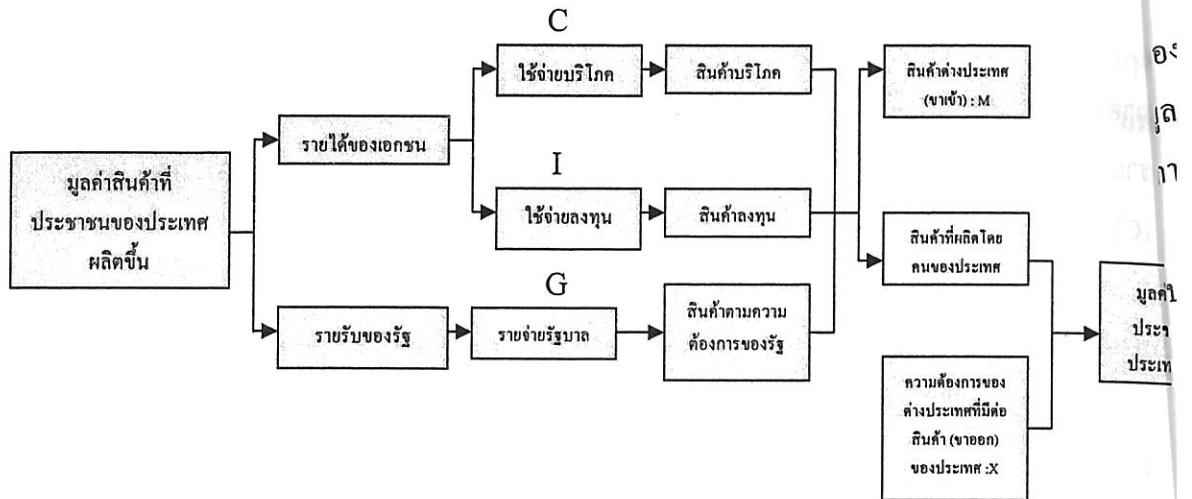 C
ใช้จ่ายบริโภค
สินค้าบริโภค
สินค้าต่างประเทศ
(ขาเข้า) : M
รายได้ของเอกชน
มูลค่าสินค้าที่
ประชาชนของประเทศ
ผลิตขึ้น
I
ใช้จ่ายลงทุน
สินค้าลงทุน
สินค้าที่ผลิตโดย
คนของประเทศ
G
รายรับของรัฐ
รายจ่ายรัฐบาล
สินค้าตามความ
ต้องการของรัฐ
ความต้องการของ
ต่างประเทศที่มีต่อ
สินค้า (ขาออก)
ของประเทศ :X